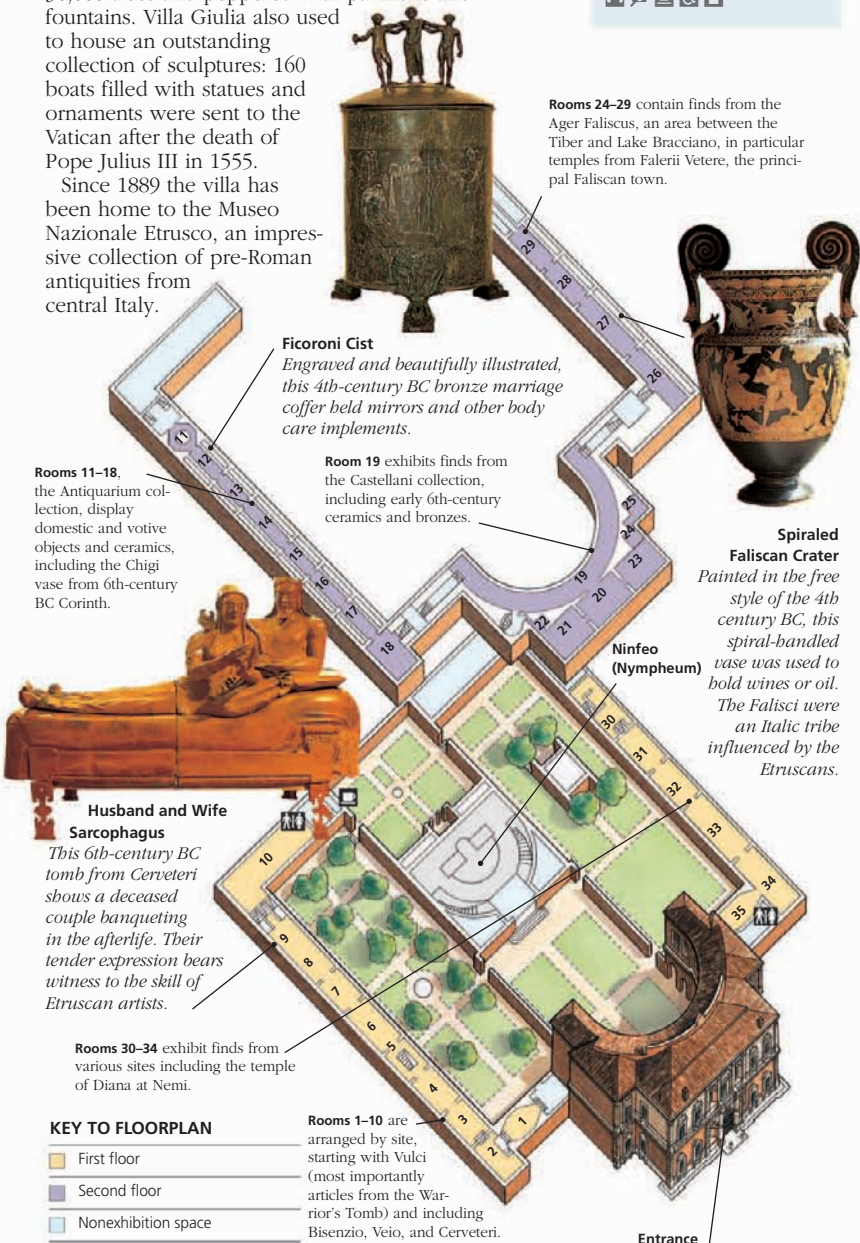 fountains. Villa Giulia also used
to house an outstanding
collection of sculptures: 160
boats filled with statues and
ornaments were sent to the
Vatican after the death of
Pope Julius III in 1555.
Since 1889 the villa has
been home to the Museo
Nazionale Etrusco, an impres-
sive collection of pre-Roman
antiquities from
central Italy.
Rooms 24–29 contain finds from the
Ager Faliscus, an area between the
Tiber and Lake Bracciano, in particular
temples from Falerii Vetere, the princi-
pal Faliscan town.
Ficoroni Cist
Engraved and beautifully illustrated,
this 4th-century BC bronze marriage
coffer held mirrors and other body
care implements.
Rooms 11–18,
the Antiquarium col-
lection, display
domestic and votive
objects and ceramics,
including the Chigi
vase from 6th-century
BC Corinth.
Room 19 exhibits finds from
the Castellani collection,
including early 6th-century
ceramics and bronzes.
Spiraled
Faliscan Crater
Painted in the free
style of the 4th
century BC, this
spiral-handled
vase was used to
hold wines or oil.
The Falisci were
an Italic tribe
influenced by the
Etruscans.
Ninfeo
(Nympheum)
Husband and Wife
Sarcophagus
This 6th-century BC
tomb from Cerveteri
shows a deceased
couple banqueting
in the afterlife. Their
tender expression bears
witness to the skill of
Etruscan artists.
Rooms 30–34 exhibit finds from
various sites including the temple
of Diana at Nemi.
Rooms 1–10 are
arranged by site,
starting with Vulci
(most importantly
articles from the War-
rior's Tomb) and including
Bisenzio, Veio, and Cerveteri.
KEY TO FLOORPLAN
First floor
Second floor
Nonexhibition space
Entrance
29
28
27
26
25
24
23
19
20
21
22
11
12
13
14
15
16
17
18
30
31
32
33
34
35
10
9
8
7
6
5
4
3
2
1